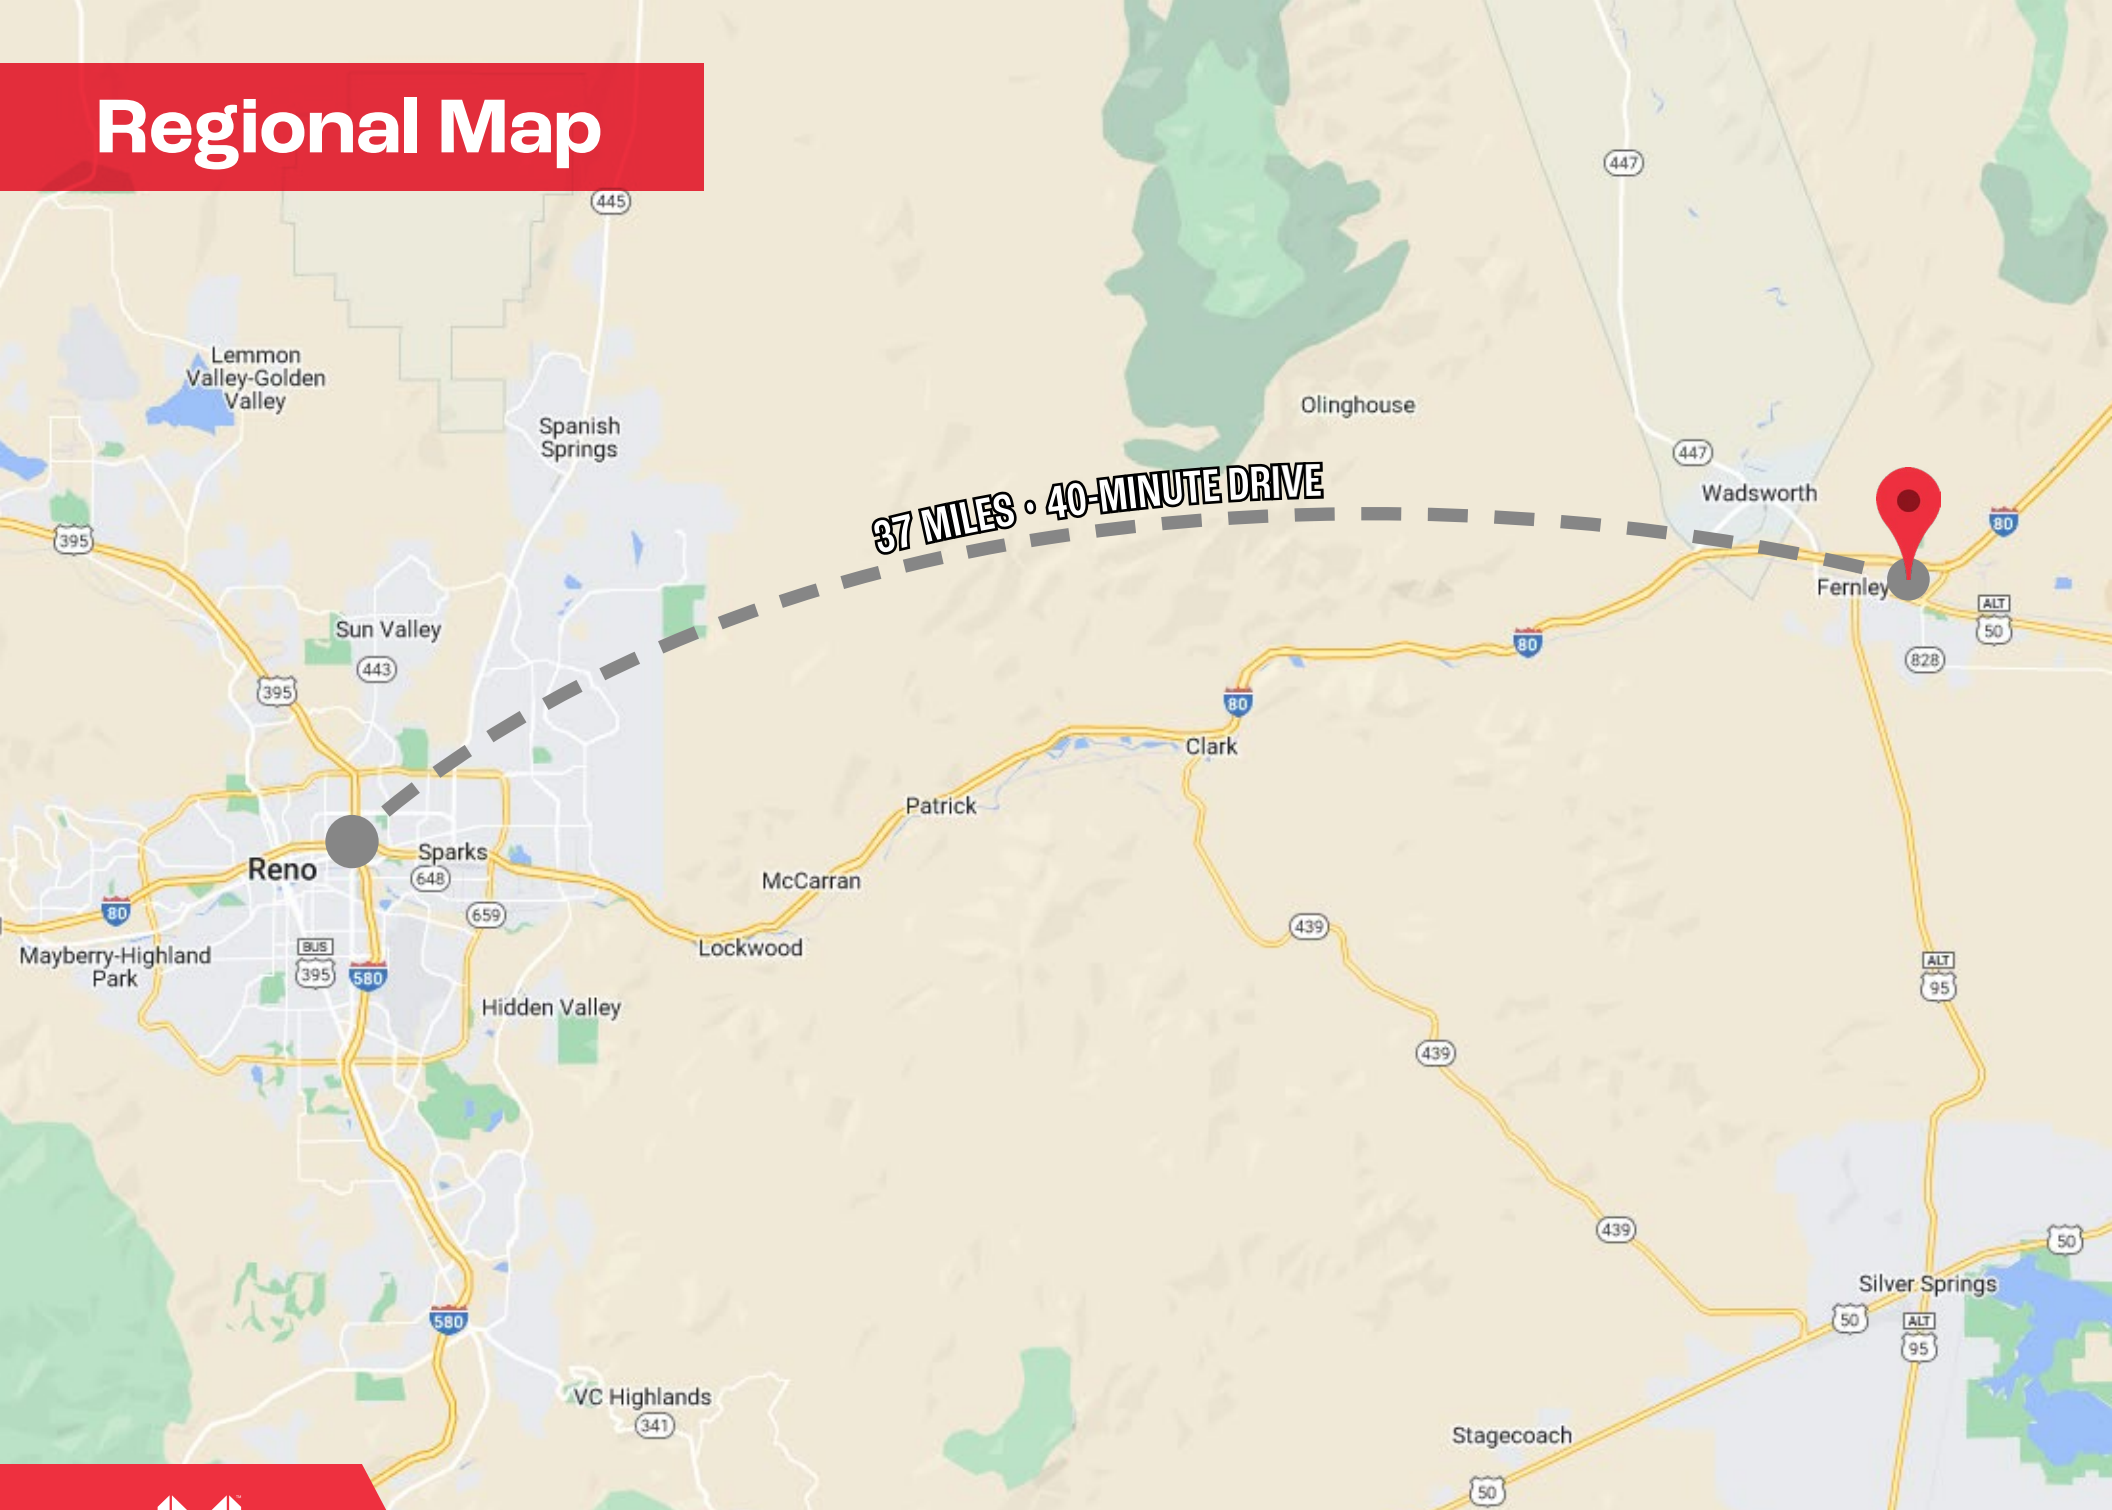 Regional Map
445
447
Lemmon
Valley-Golden
Valley
Spanish
Springs
Olinghouse
447
Wadsworth
37 MILES • 40-MINUTE DRIVE
395
80
Fernley
ALT
50
Sun Valley
443
80
828
395
80
Clark
Patrick
Sparks
Reno
648
McCarran
80
659
439
Lockwood
Mayberry-Highland
Park
BUS
395
580
ALT
95
Hidden Valley
439
439
50
Silver Springs
580
50
ALT
95
VC Highlands
341
Stagecoach
50